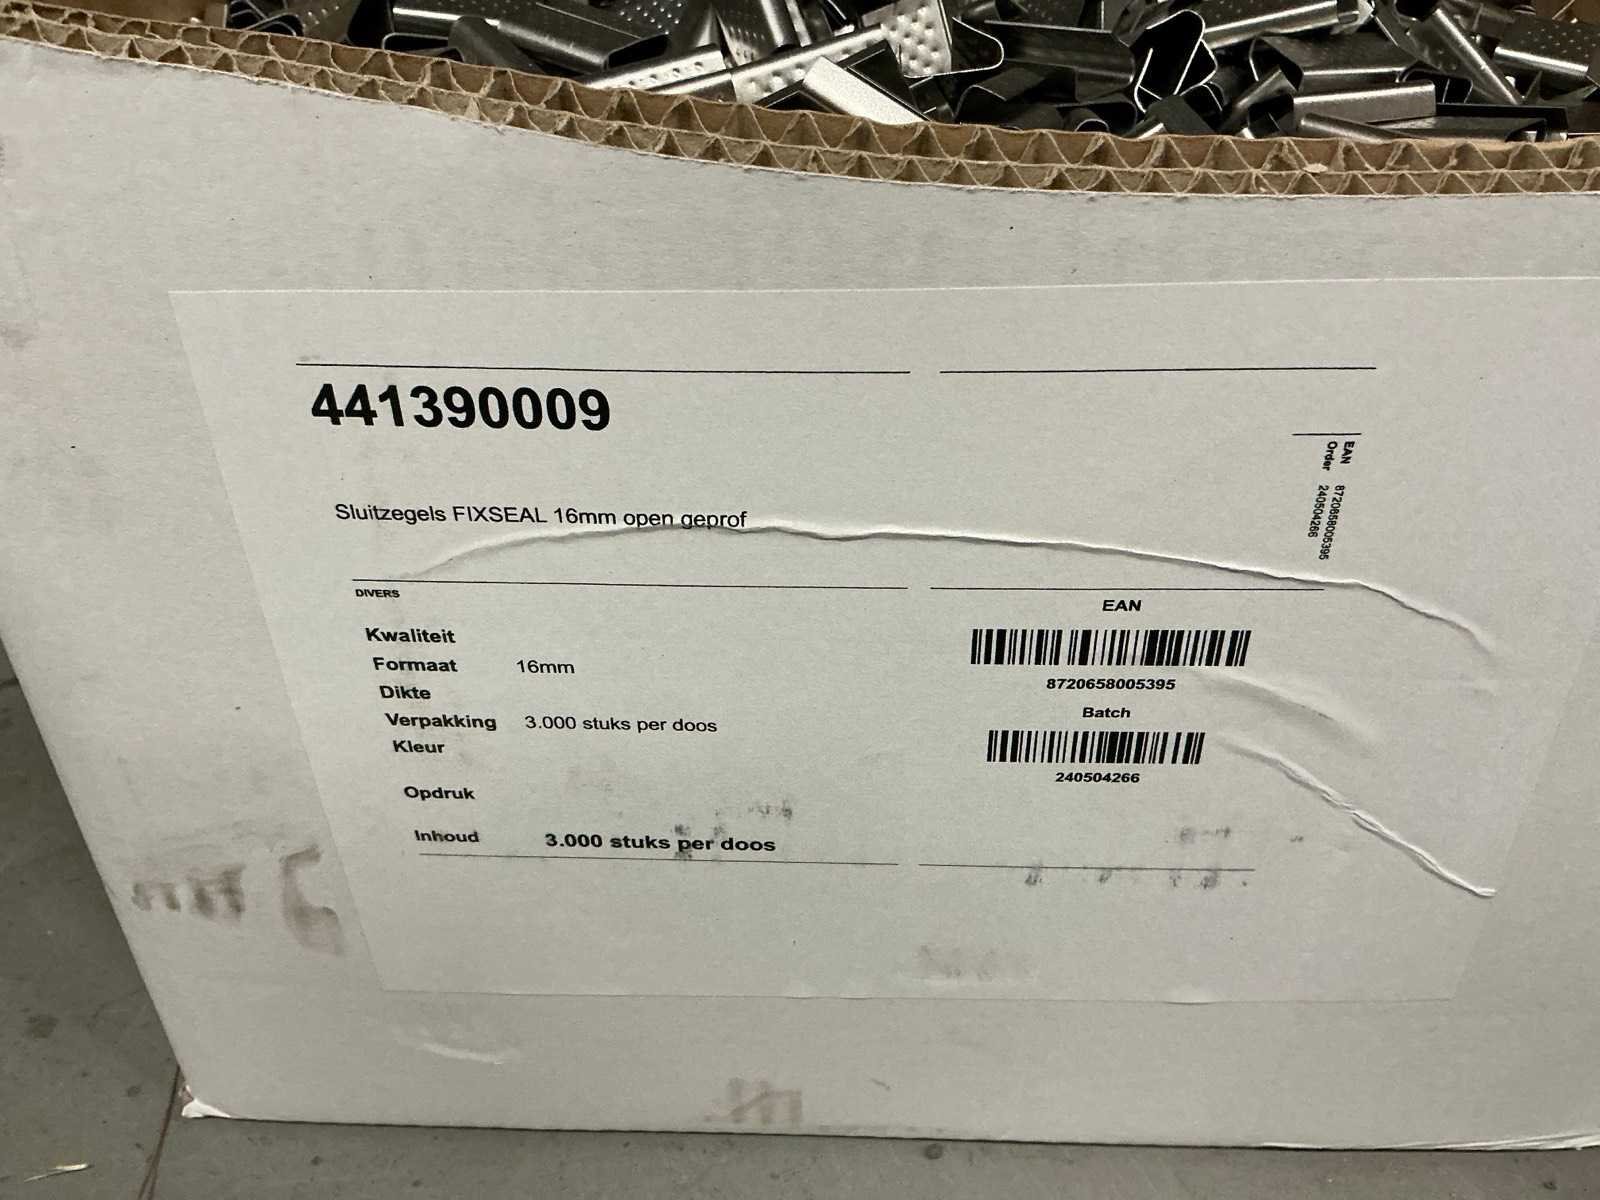 441390009
EAN 8720658005395
Order 240504266
Sluitzegels FIXSEAL 16mm open geprof
DIVERS
Kwaliteit
Formaat 16mm
Dikte
Verpakking 3.000 stuks per doos
Kleur
Opdruk
Inhoud 3.000 stuks per doos
EAN
8720658005395
Batch
240504266